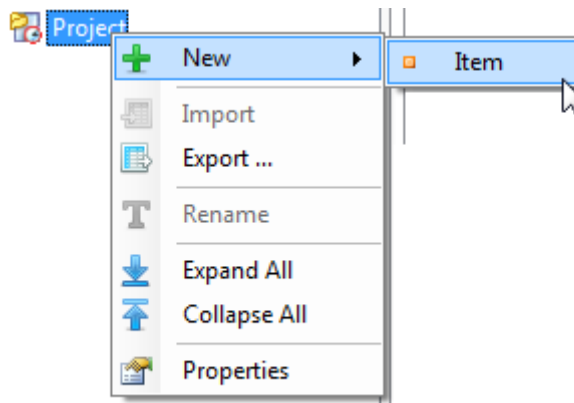 Project
New
Item
Import
Export ...
Rename
Expand All
Collapse All
Properties